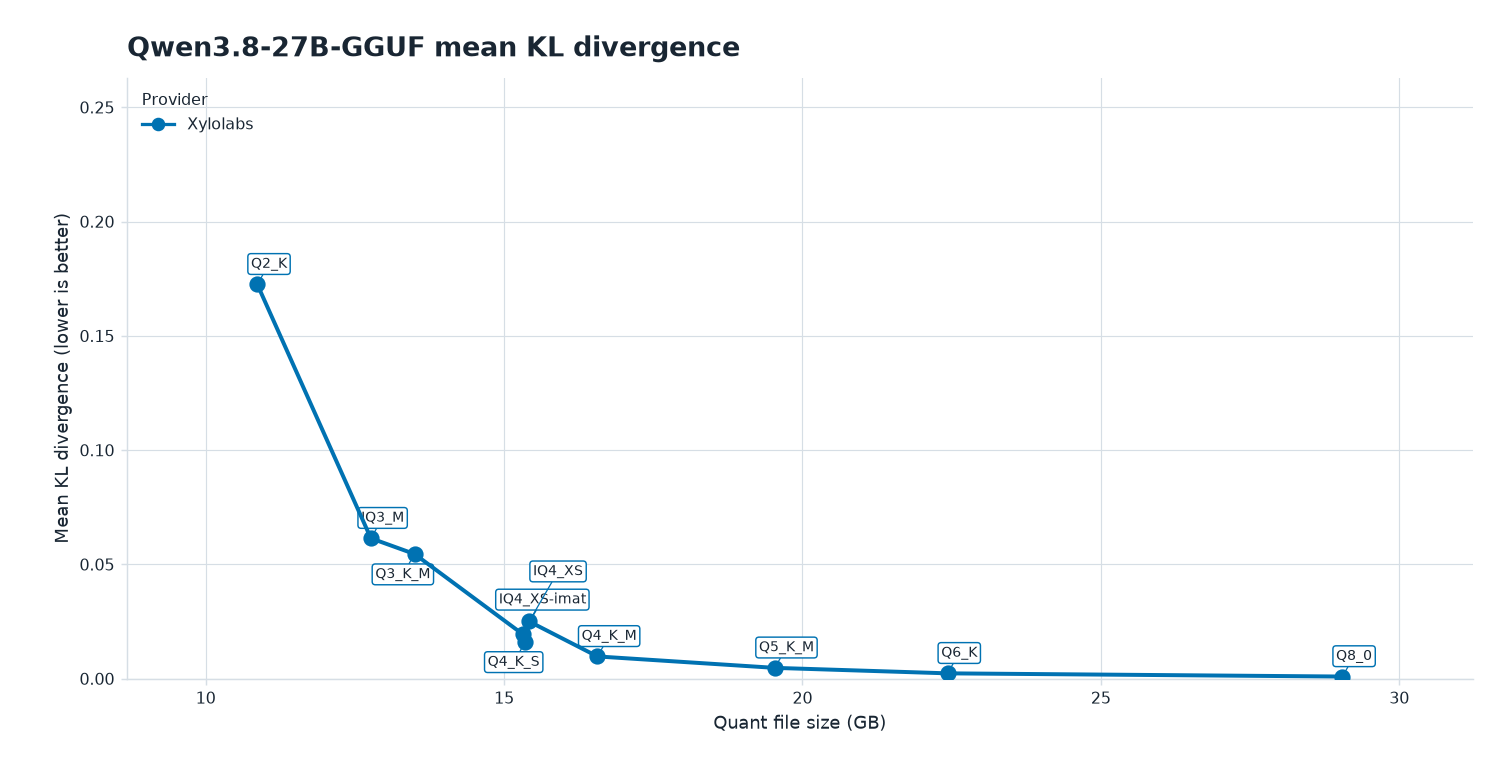 Qwen3.8-27B-GGUF mean KL divergence
Provider
Xylolabs
Mean KL divergence (lower is better)
0.25
0.20
0.15
0.10
0.05
0.00
Q2_K
IQ3_M
Q3_K_M
IQ4_XS
IQ4_XS-imat
Q4_K_S
Q4_K_M
Q5_K_M
Q6_K
Q8_0
10
15
20
25
30
Quant file size (GB)